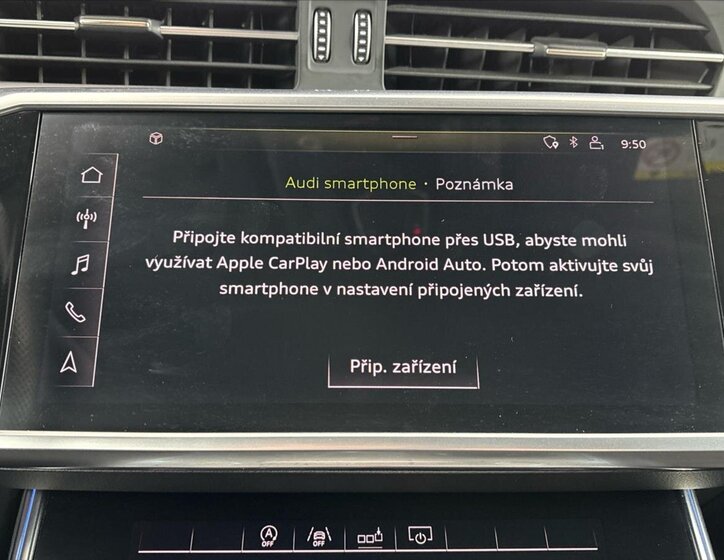 9:50
Audi smartphone · Poznámka
Připojte kompatibilní smartphone přes USB, abyste mohli
využívat Apple CarPlay nebo Android Auto. Potom aktivujte svůj
smartphone v nastavení připojených zařízení.
Přip. zařízení
A
OFF
OFF